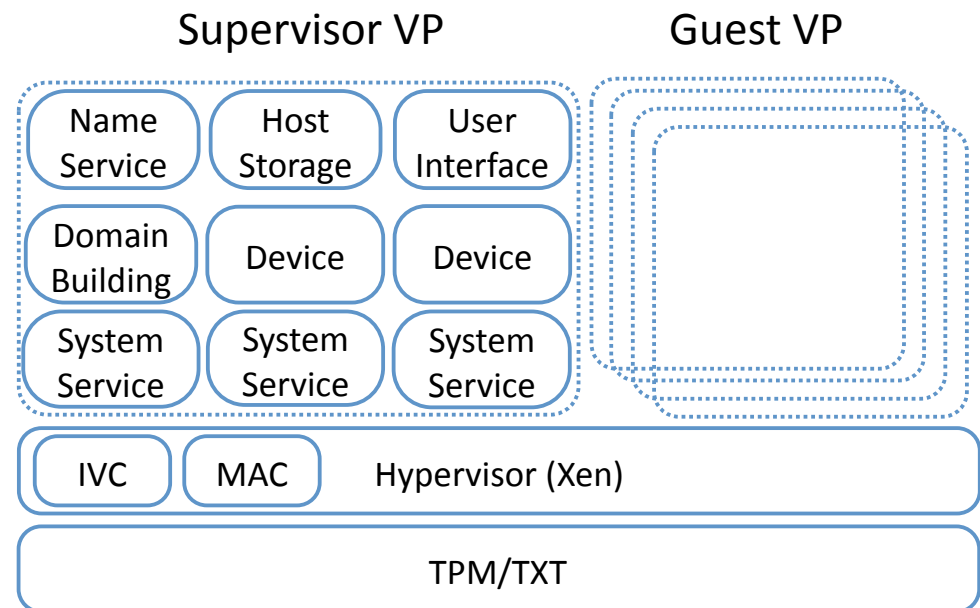 Supervisor VP
Guest VP
Name
Service
Host
Storage
User
Interface
Domain
Building
Device
Device
System
Service
System
Service
System
Service
IVC
MAC
Hypervisor (Xen)
TPM/TXT